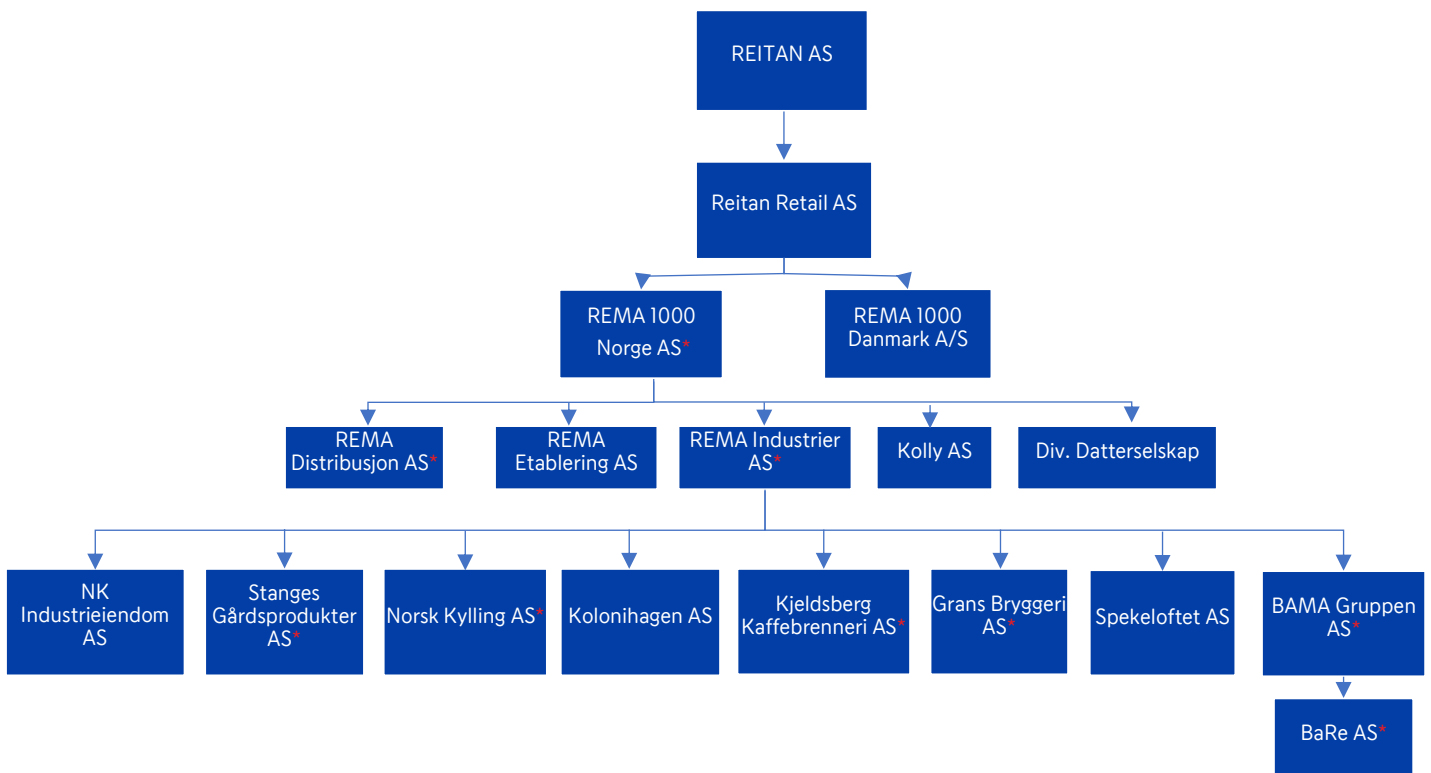 REITAN AS
Reitan Retail AS
REMA 1000
Norge AS*
REMA 1000
Danmark A/S
REMA
Distribusjon AS*
REMA
Etablering AS
REMA Industrier
AS*
Kolly AS
Div. Datterselskap
NK
Industrieiendom
AS
Stanges
Gårdsprodukter
AS*
Norsk Kylling AS*
Kolonihagen AS
Kjeldsberg
Kaffebrenneri AS*
Grans Bryggeri
AS*
Spekeloftet AS
BAMA Gruppen
AS*
BaRe AS*